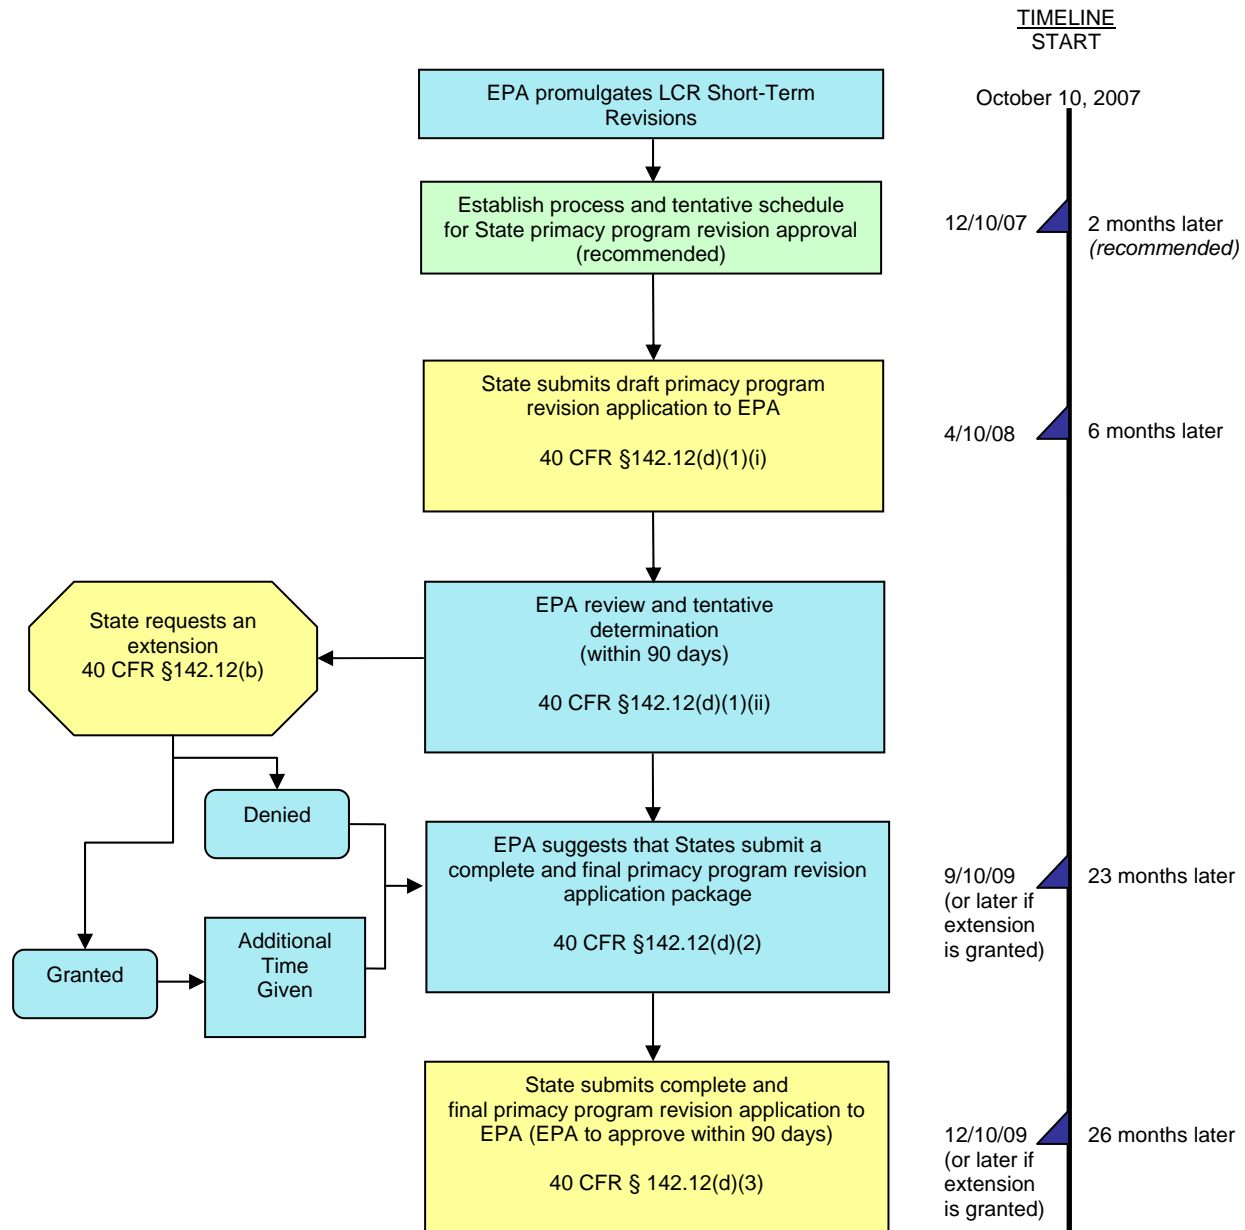 TIMELINE
START
October 10, 2007
EPA promulgates LCR Short-Term
Revisions
Establish process and tentative schedule
for State primacy program revision approval
(recommended)
12/10/07
2 months later
(recommended)
State submits draft primacy program
revision application to EPA
40 CFR §142.12(d)(1)(i)
4/10/08
6 months later
EPA review and tentative
determination
(within 90 days)
40 CFR §142.12(d)(1)(ii)
State requests an
extension
40 CFR §142.12(b)
Denied
Granted
Additional
Time
Given
EPA suggests that States submit a
complete and final primacy program revision
application package
40 CFR §142.12(d)(2)
9/10/09
(or later if
extension
is granted)
23 months later
State submits complete and
final primacy program revision application to
EPA (EPA to approve within 90 days)
40 CFR § 142.12(d)(3)
12/10/09
(or later if
extension
is granted)
26 months later